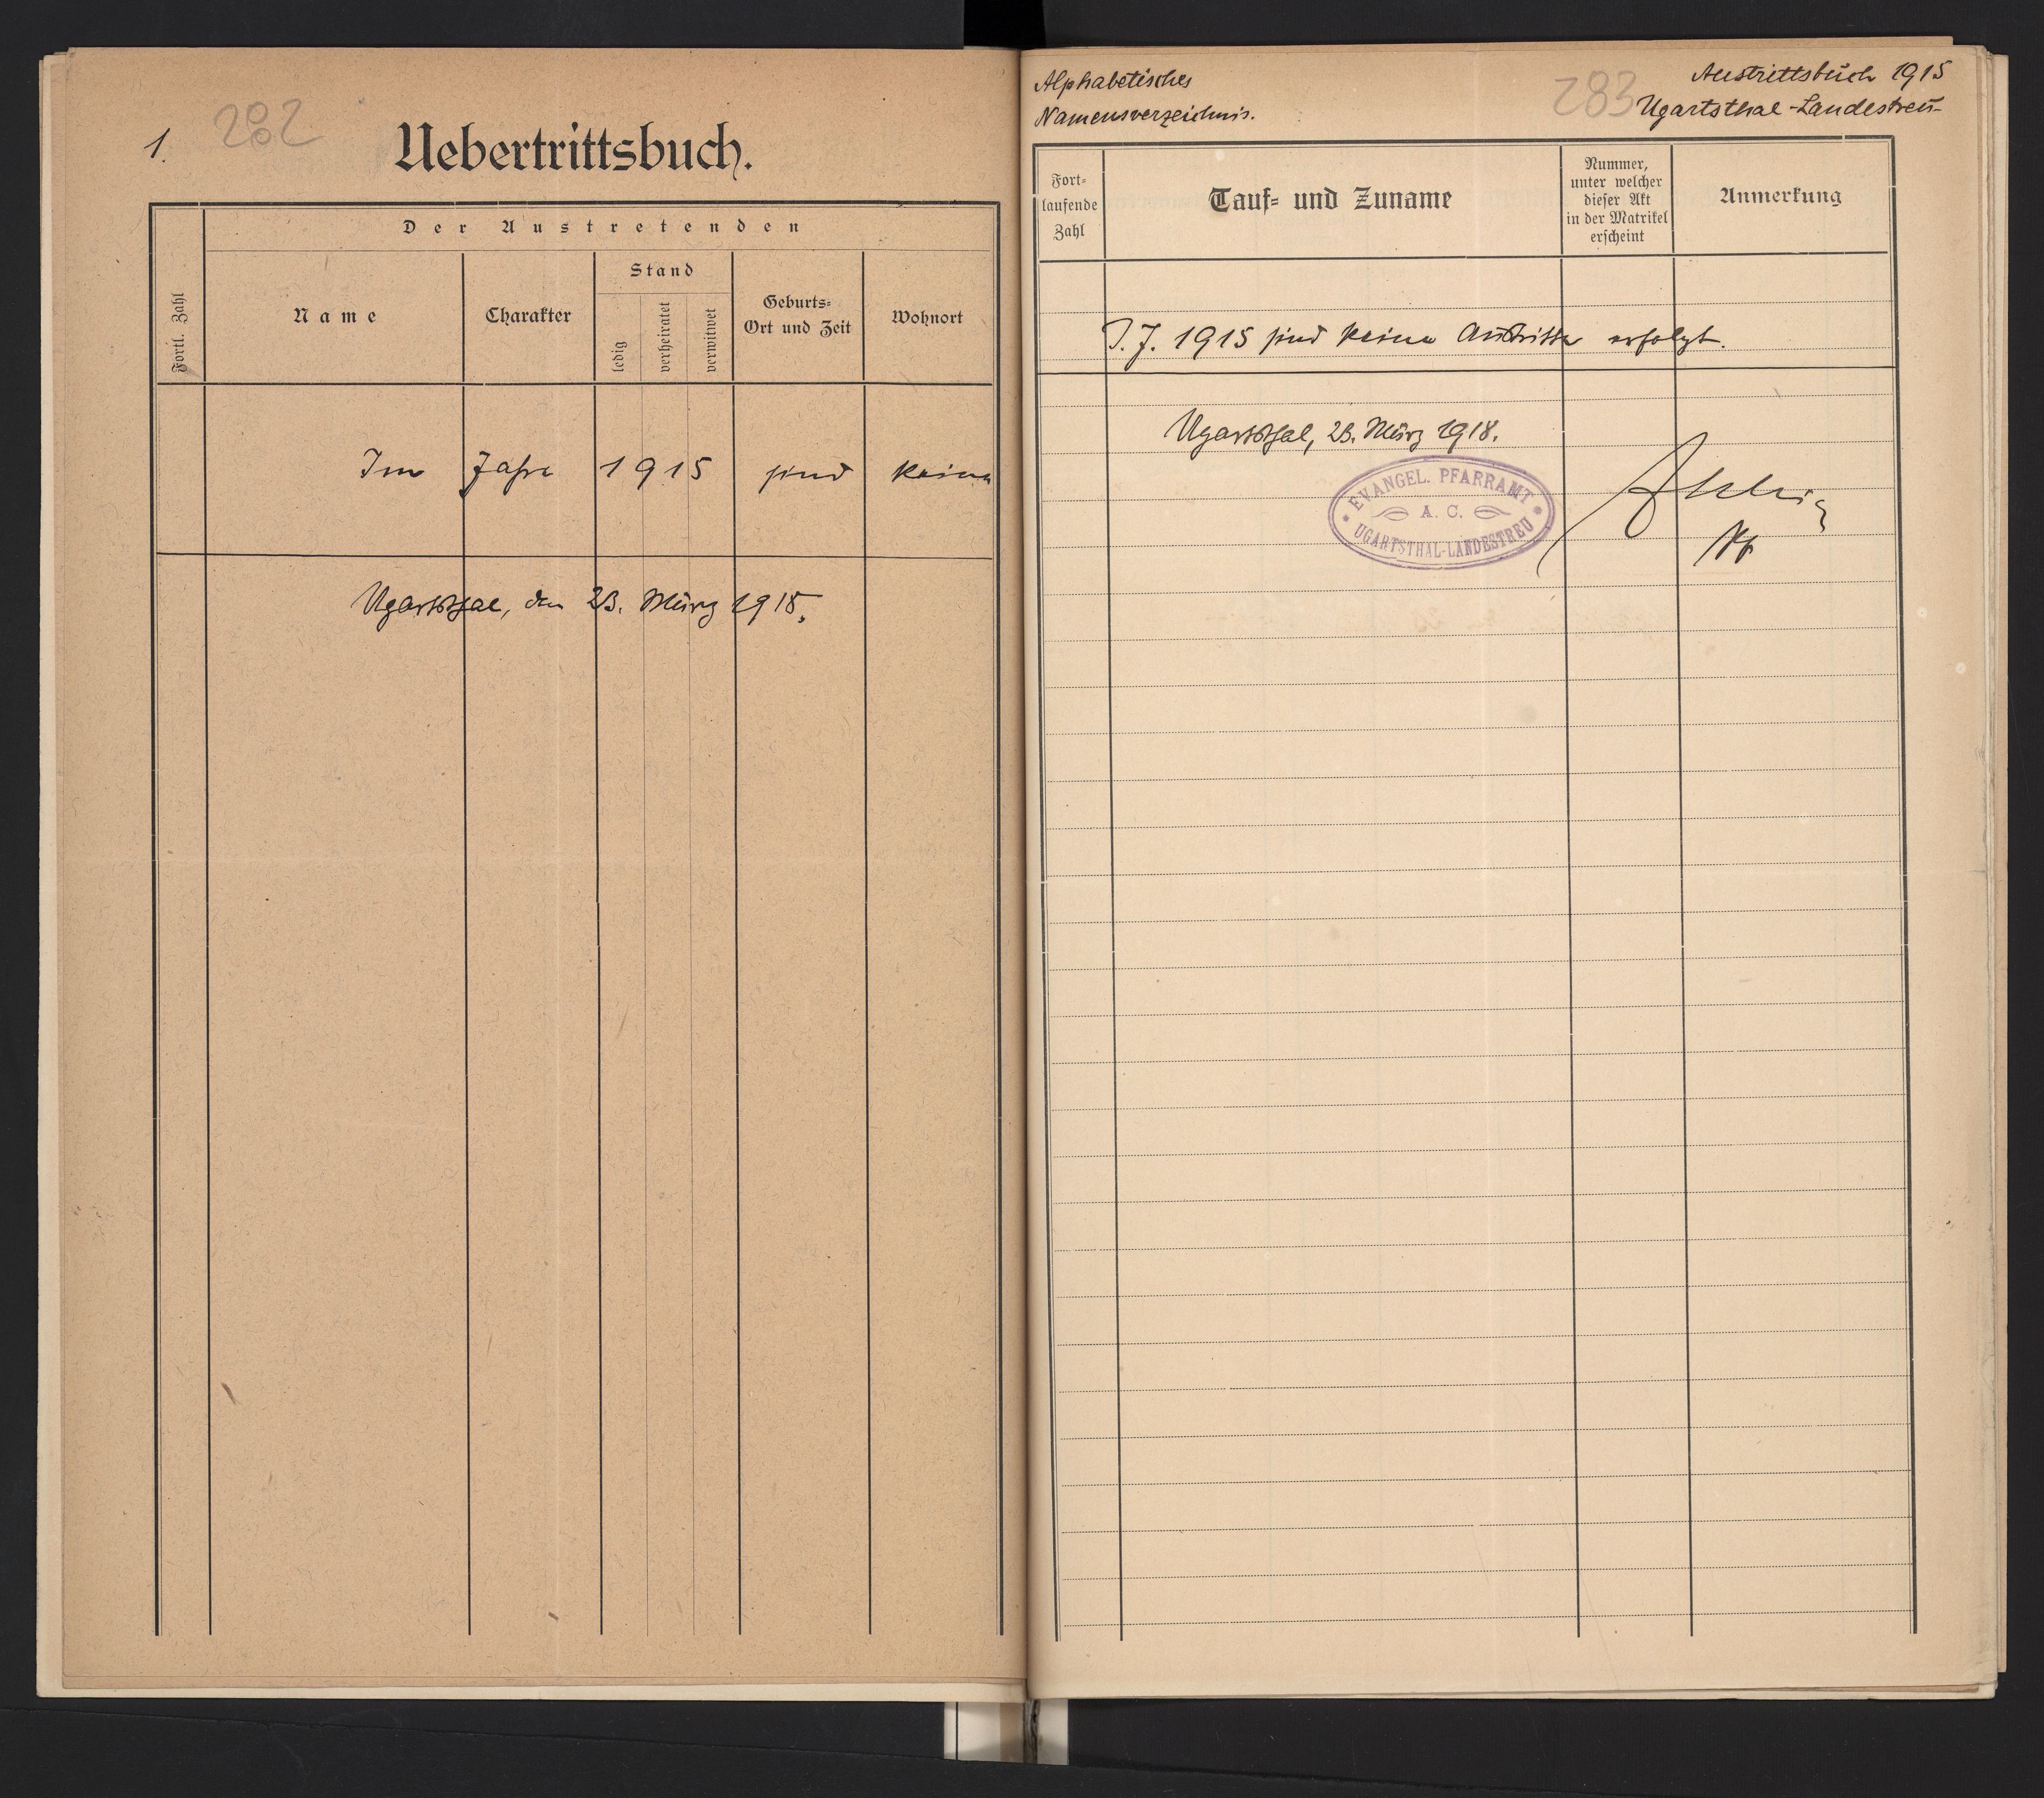 1.
282
Uebertrittsbuch.
Fortl. Zahl
Der Austretenden
Name
Charakter
Stand
ledig
verheiratet
verwitwet
Geburts-
Ort und Zeit
Wohnort
Im Jahre 1915 sind keine
Ugartsthal, den 23. März 1918.
Alphabetisches
Namensverzeichnis.
283
Austrittsbuch 1915
Ugartsthal-Landestreu-
Fort-
laufende
Zahl
Tauf- und Zuname
Nummer,
unter welcher
dieser Akt
in der Matrikel
erscheint
Anmerkung
I. J. 1915 sind keine Austritte erfolgt.
Ugartsthal, 23. März 1918.
EVANGEL. PFARRAMT
A. C.
UGARTSTHAL-LANDESTREU